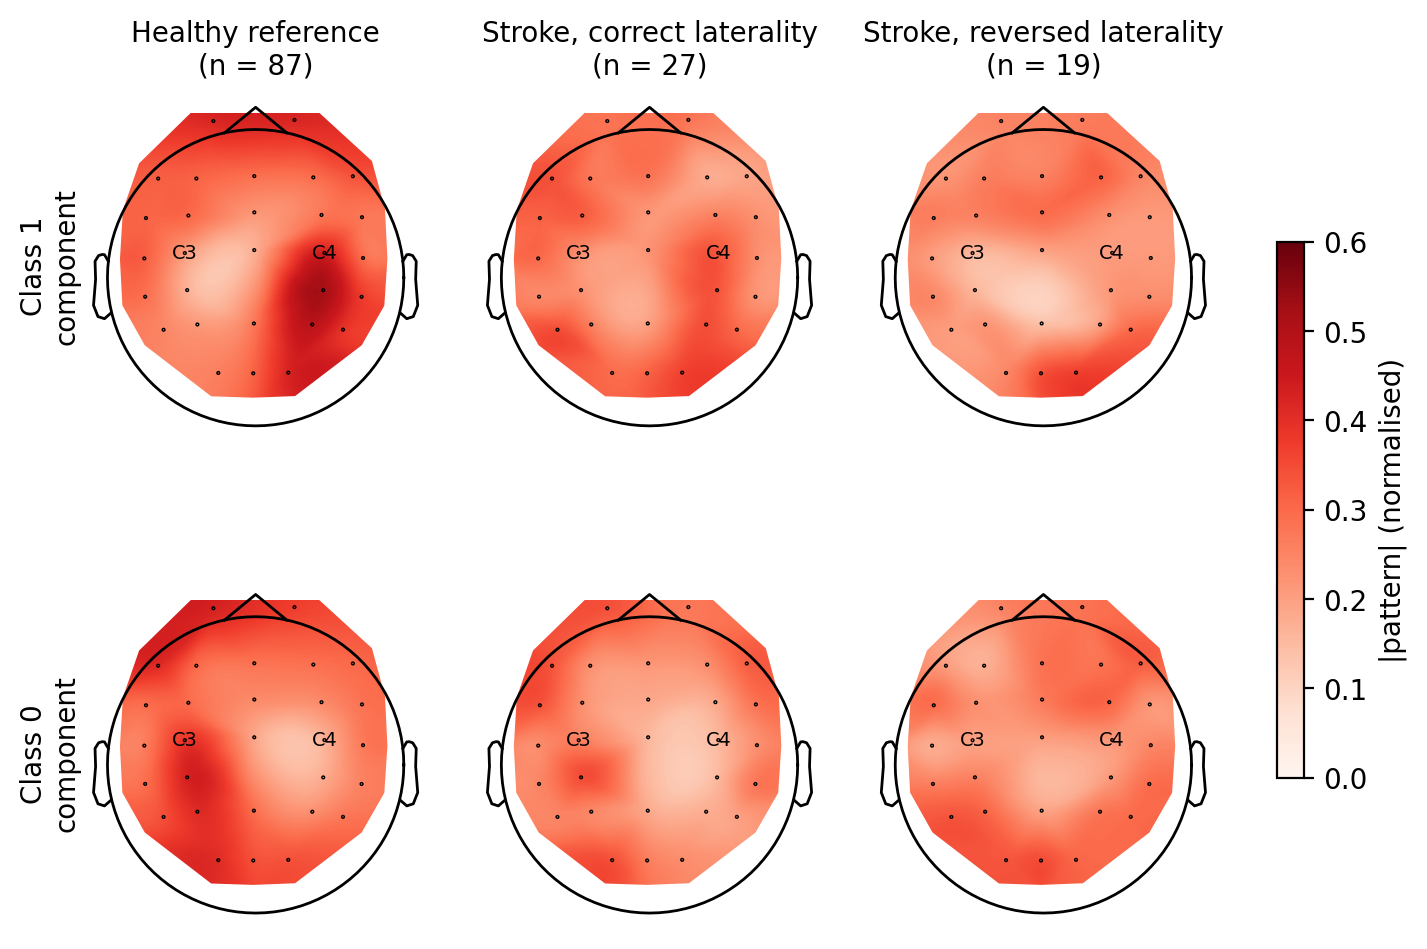 Healthy reference
(n = 87)
Stroke, correct laterality
(n = 27)
Stroke, reversed laterality
(n = 19)
Class 1
component
C3
C4
C3
C4
C3
C4
Class 0
component
C3
C4
C3
C4
C3
C4
0.6
0.5
0.4
0.3
0.2
0.1
0.0
|pattern| (normalised)